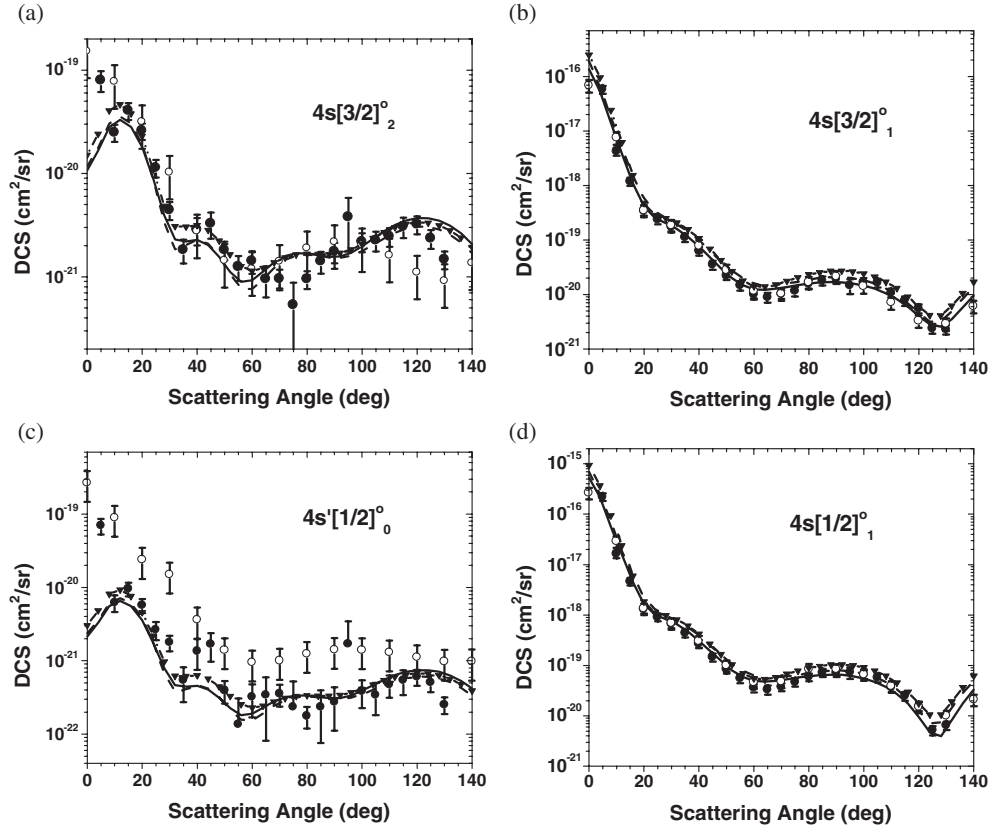 (a)
10⁻¹⁹
10⁻²⁰
10⁻²¹
DCS (cm²/sr)
4s[3/2]°₂
0 20 40 60 80 100 120 140
Scattering Angle (deg)
(b)
10⁻¹⁶
10⁻¹⁷
10⁻¹⁸
10⁻¹⁹
10⁻²⁰
10⁻²¹
DCS (cm²/sr)
4s[3/2]°₁
0 20 40 60 80 100 120 140
Scattering Angle (deg)
(c)
10⁻¹⁹
10⁻²⁰
10⁻²¹
10⁻²²
DCS (cm²/sr)
4s'[1/2]°₀
0 20 40 60 80 100 120 140
Scattering Angle (deg)
(d)
10⁻¹⁵
10⁻¹⁶
10⁻¹⁷
10⁻¹⁸
10⁻¹⁹
10⁻²⁰
10⁻²¹
DCS (cm²/sr)
4s[1/2]°₁
0 20 40 60 80 100 120 140
Scattering Angle (deg)